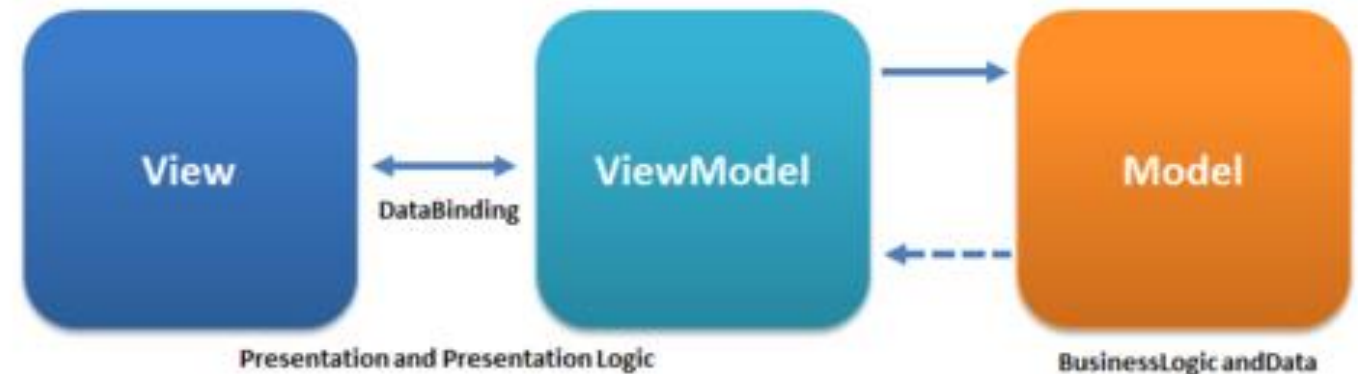 View
ViewModel
Model
DataBinding
Presentation and Presentation Logic
BusinessLogic andData